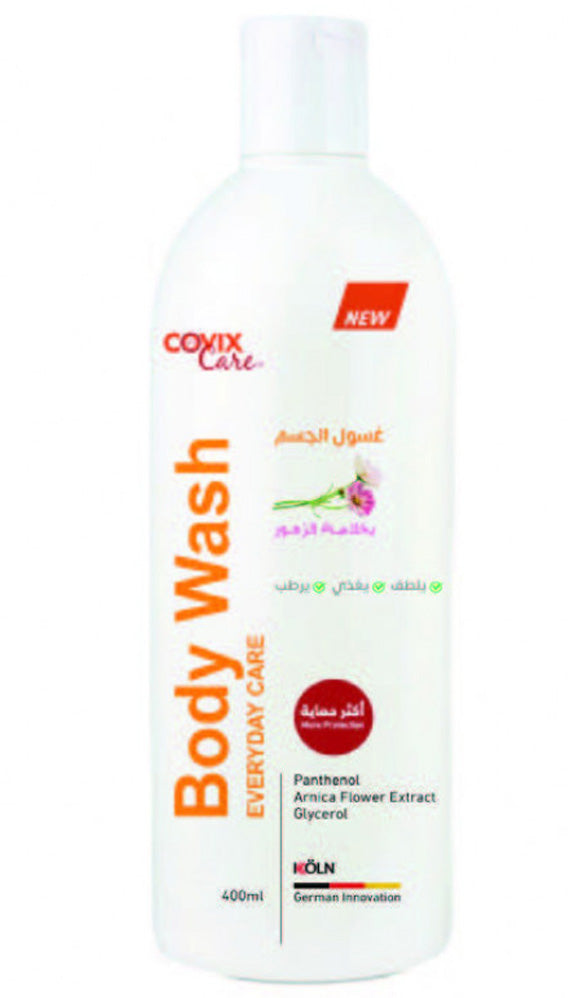 NEW
COVIX
Care
غسول الجسم
بخلاصة الزهور
يلطف يغذي يرطب
Body Wash
EVERYDAY CARE
أكثر حماية
More Protection
Panthenol
Arnica Flower Extract
Glycerol
KÖLN
German Innovation
400ml